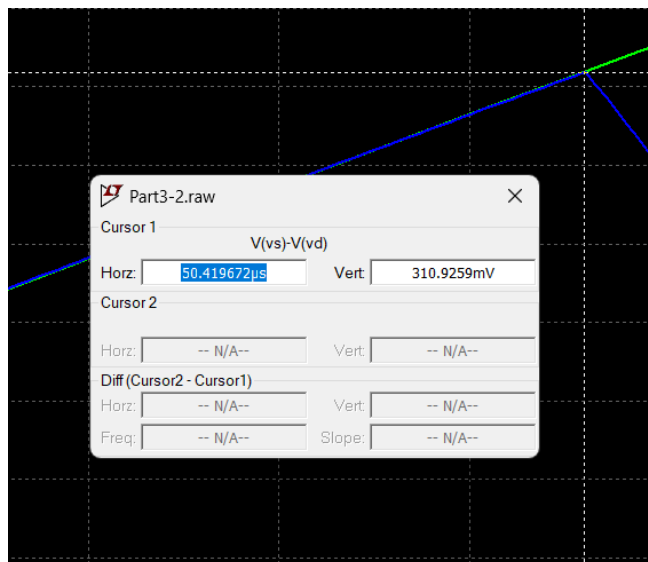 Part3-2.raw
Cursor 1
V(vs)-V(vd)
Horz: 50.419672µs Vert: 310.9259mV
Cursor 2
Horz: -- N/A-- Vert: -- N/A--
Diff (Cursor2 - Cursor1)
Horz: -- N/A-- Vert: -- N/A--
Freq: -- N/A-- Slope: -- N/A--